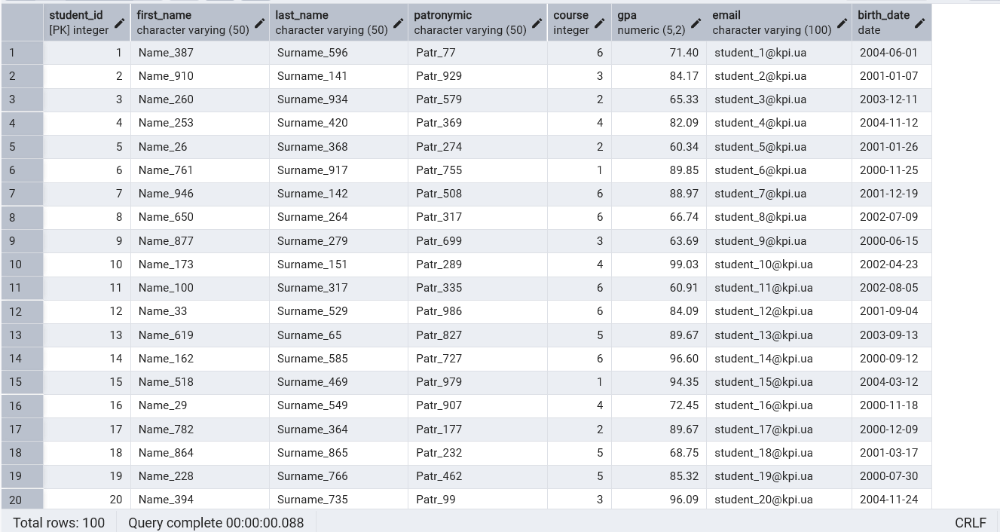 student_id first_name last_name patronymic course gpa email birth_date
[PK] integer character varying (50) character varying (50) character varying (50) integer numeric (5,2) character varying (100) date
1 1 Name_387 Surname_596 Patr_77 6 71.40 student_1@kpi.ua 2004-06-01
2 2 Name_910 Surname_141 Patr_929 3 84.17 student_2@kpi.ua 2001-01-07
3 3 Name_260 Surname_934 Patr_579 2 65.33 student_3@kpi.ua 2003-12-11
4 4 Name_253 Surname_420 Patr_369 4 82.09 student_4@kpi.ua 2004-11-12
5 5 Name_26 Surname_368 Patr_274 2 60.34 student_5@kpi.ua 2001-01-26
6 6 Name_761 Surname_917 Patr_755 1 89.85 student_6@kpi.ua 2000-11-25
7 7 Name_946 Surname_142 Patr_508 6 88.97 student_7@kpi.ua 2001-12-19
8 8 Name_650 Surname_264 Patr_317 6 66.74 student_8@kpi.ua 2002-07-09
9 9 Name_877 Surname_279 Patr_699 3 63.69 student_9@kpi.ua 2000-06-15
10 10 Name_173 Surname_151 Patr_289 4 99.03 student_10@kpi.ua 2002-04-23
11 11 Name_100 Surname_317 Patr_335 6 60.91 student_11@kpi.ua 2002-08-05
12 12 Name_33 Surname_529 Patr_986 6 84.09 student_12@kpi.ua 2001-09-04
13 13 Name_619 Surname_65 Patr_827 5 89.67 student_13@kpi.ua 2003-09-13
14 14 Name_162 Surname_585 Patr_727 6 96.60 student_14@kpi.ua 2000-09-12
15 15 Name_518 Surname_469 Patr_979 1 94.35 student_15@kpi.ua 2004-03-12
16 16 Name_29 Surname_549 Patr_907 4 72.45 student_16@kpi.ua 2000-11-18
17 17 Name_782 Surname_364 Patr_177 2 89.67 student_17@kpi.ua 2000-12-09
18 18 Name_864 Surname_865 Patr_232 5 68.75 student_18@kpi.ua 2001-03-17
19 19 Name_228 Surname_766 Patr_462 5 85.32 student_19@kpi.ua 2000-07-30
20 20 Name_394 Surname_735 Patr_99 3 96.09 student_20@kpi.ua 2004-11-24
Total rows: 100 Query complete 00:00:00.088 CRLF